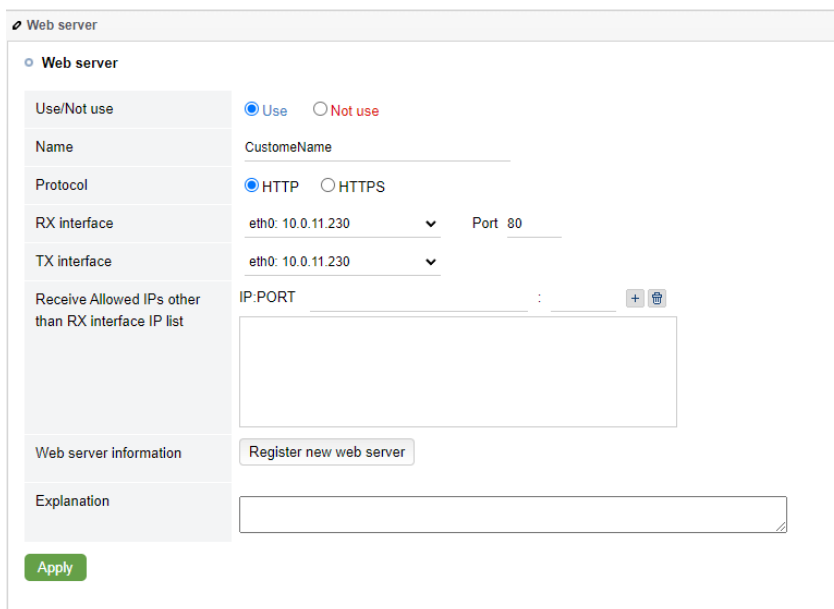 Web server
Web server
Use/Not use
Use
Not use
Name
CustomeName
Protocol
HTTP
HTTPS
RX interface
eth0: 10.0.11.230
Port 80
TX interface
eth0: 10.0.11.230
Receive Allowed IPs other
than RX interface IP list
IP:PORT
:
+
Web server information
Register new web server
Explanation
Apply